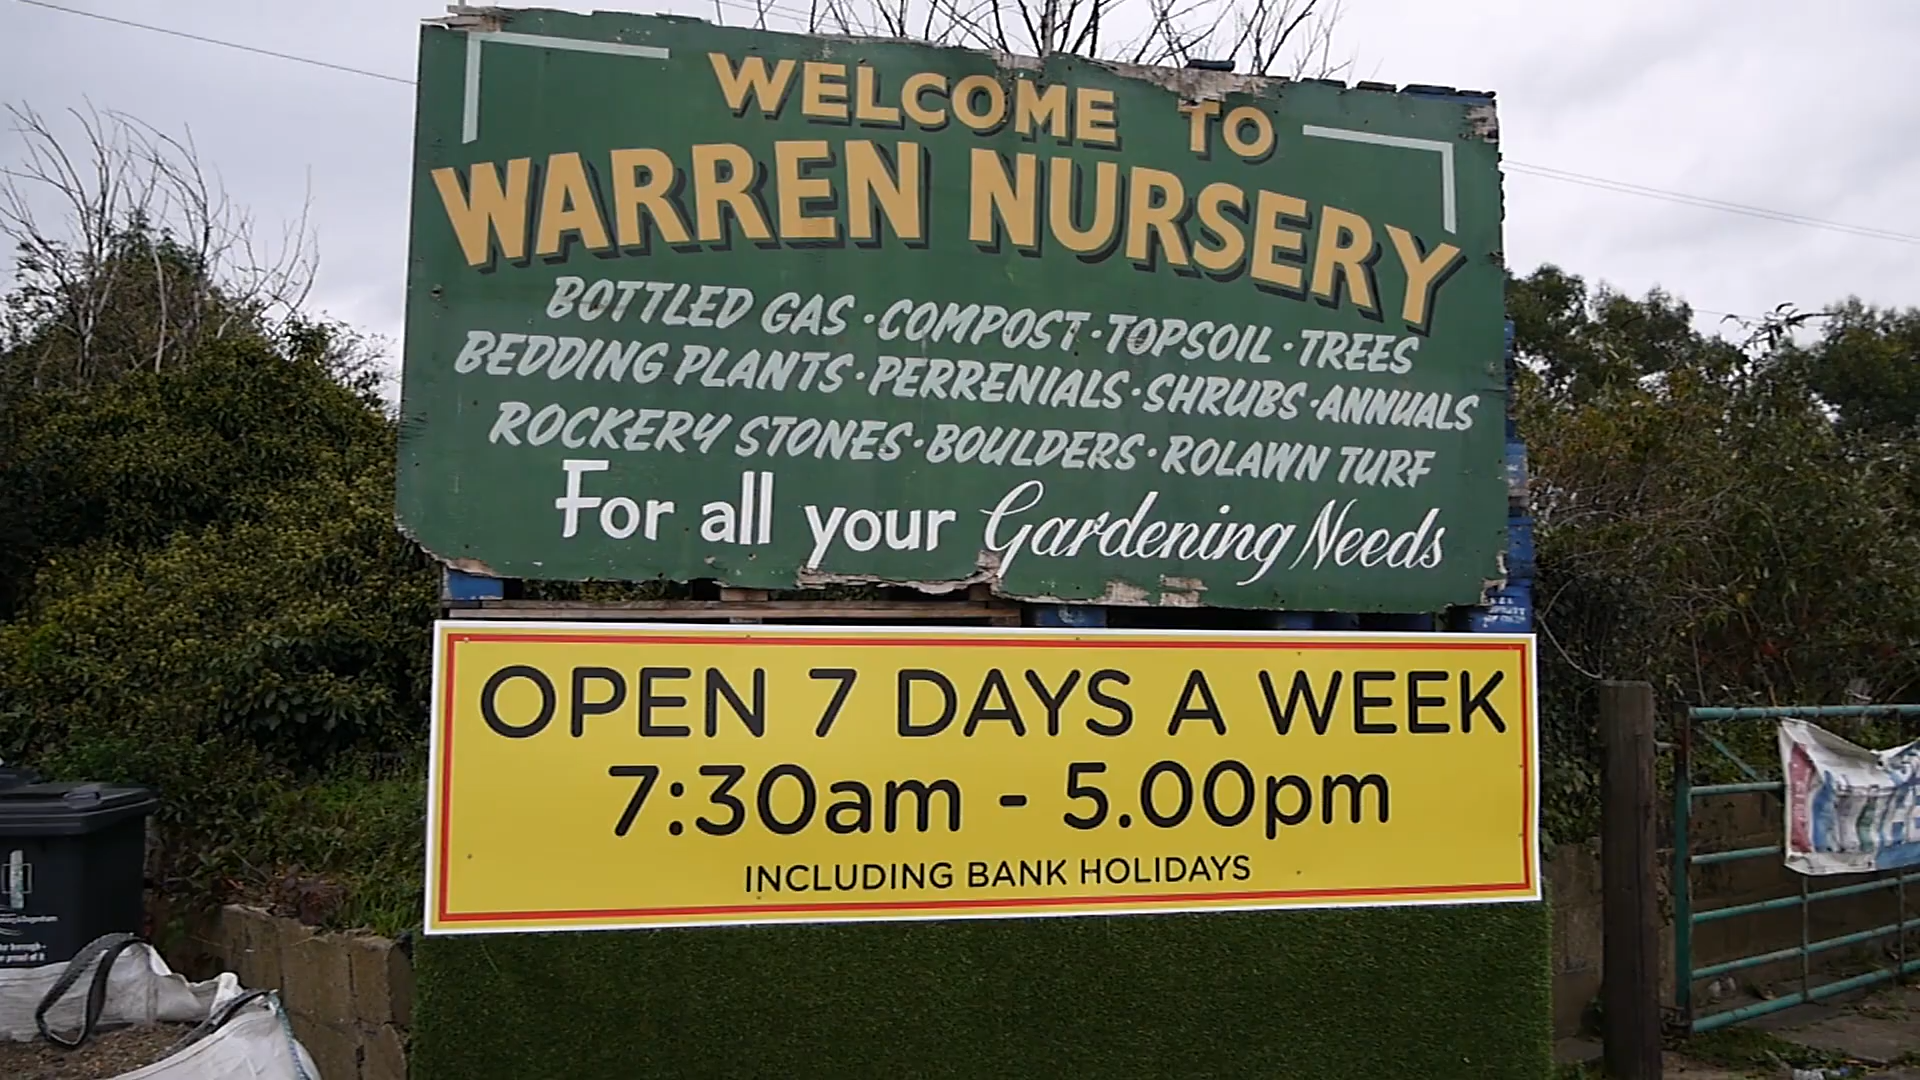 WELCOME TO
WARREN NURSERY
BOTTLED GAS · COMPOST · TOPSOIL · TREES
BEDDING PLANTS · PERRENIALS · SHRUBS · ANNUALS
ROCKERY STONES · BOULDERS · ROLAWN TURF
For all your Gardening Needs
OPEN 7 DAYS A WEEK
7:30am - 5.00pm
INCLUDING BANK HOLIDAYS